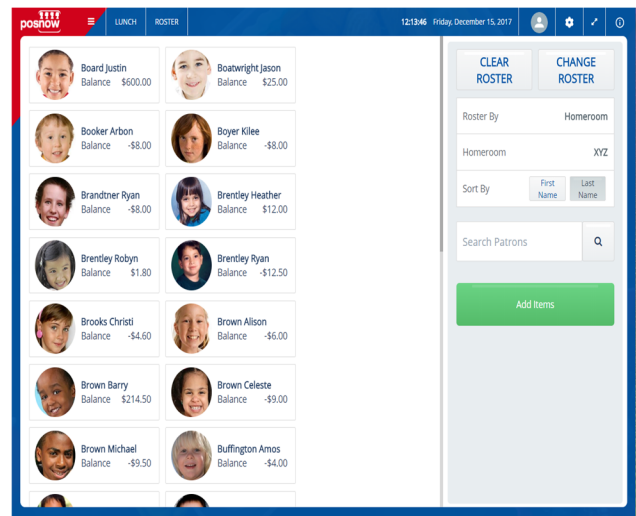 posnow
LUNCH
ROSTER
12:13:46 Friday, December 15, 2017
Board Justin
Balance $600.00
Boatwright Jason
Balance $25.00
Booker Arbon
Balance -$8.00
Boyer Kilee
Balance -$8.00
Brandtner Ryan
Balance -$8.00
Brentley Heather
Balance $12.00
Brentley Robyn
Balance $1.80
Brentley Ryan
Balance -$12.50
Brooks Christi
Balance -$4.60
Brown Alison
Balance -$6.00
Brown Barry
Balance $214.50
Brown Celeste
Balance -$9.00
Brown Michael
Balance -$9.50
Buffington Amos
Balance -$4.00
CLEAR
ROSTER
CHANGE
ROSTER
Roster By Homeroom
Homeroom XYZ
Sort By
First
Name
Last
Name
Search Patrons
Add Items